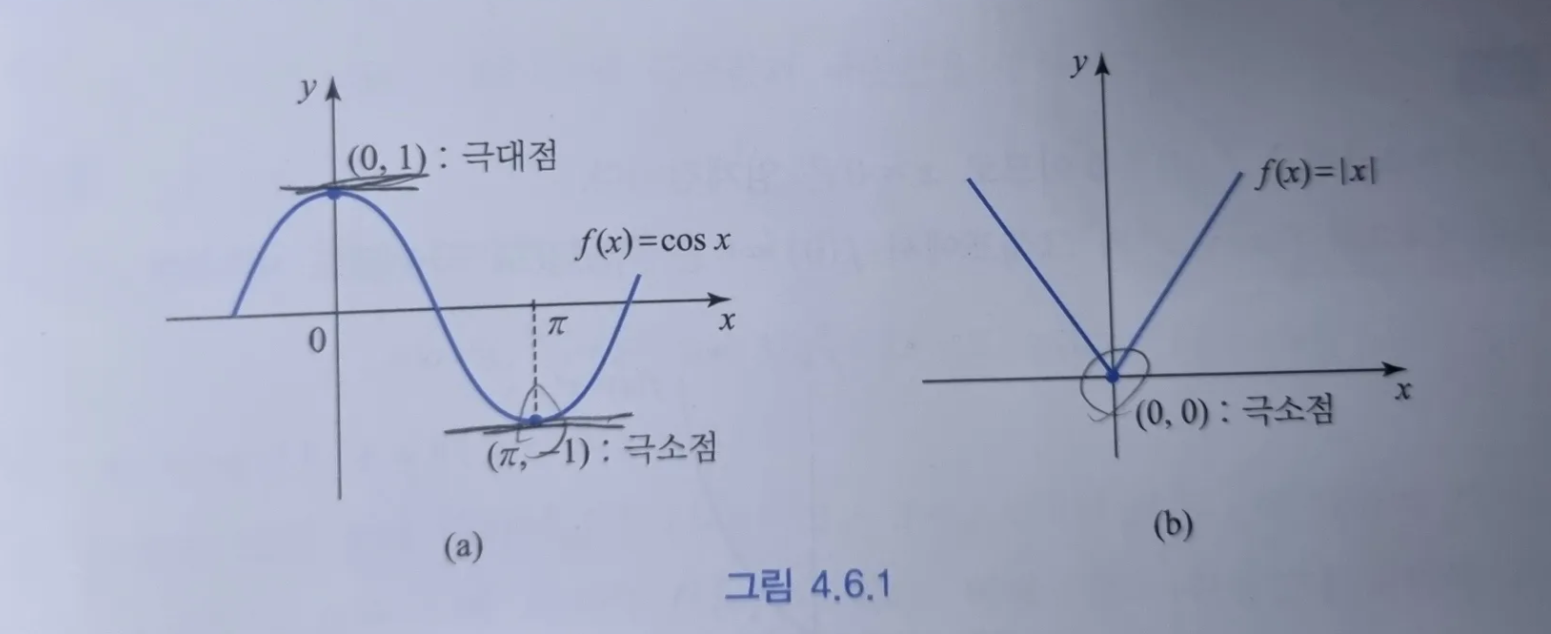 y
(0, 1) : 극대점
f(x)=cos x
π
x
0
(π, −1) : 극소점
(a)
y
f(x)=|x|
x
(0, 0) : 극소점
(b)
그림 4.6.1